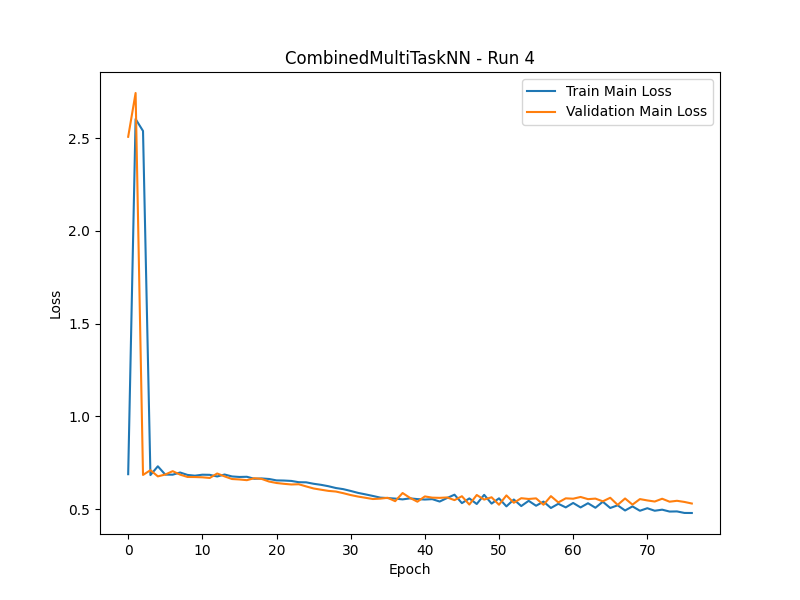 CombinedMultiTaskNN - Run 4
Train Main Loss
Validation Main Loss
2.5
2.0
1.5
1.0
0.5
Loss
0 10 20 30 40 50 60 70
Epoch